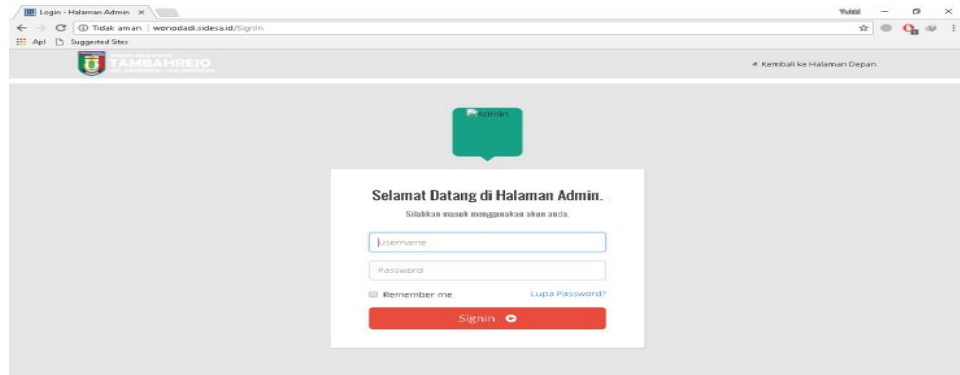 Login - Halaman Admin
Tidak aman | wonodadi.sidesa.id/SignIn
Apl Suggested Sites
TAMBAHREJO
« Kembali ke Halaman Depan
Admin
Selamat Datang di Halaman Admin.
Silahkan masuk menggunakan akun anda.
Username
Password
Remember me Lupa Password?
Signin